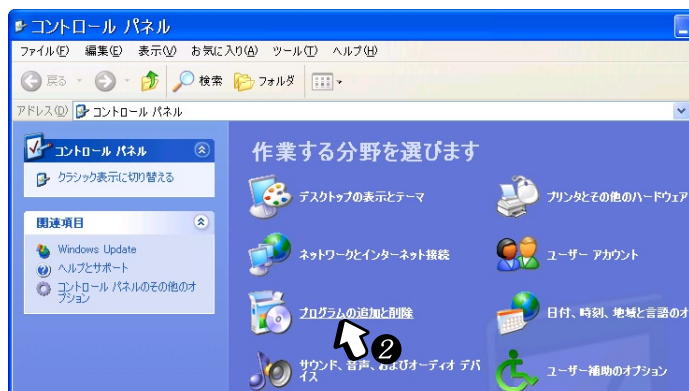 コントロール パネル
ファイル(F) 編集(E) 表示(V) お気に入り(A) ツール(T) ヘルプ(H)
戻る 検索 フォルダ
アドレス(D) コントロール パネル
コントロール パネル
クラシック表示に切り替える
関連項目
Windows Update
ヘルプとサポート
コントロール パネルのその他のオ
プション
作業する分野を選びます
デスクトップの表示とテーマ
プリンタとその他のハードウェア
ネットワークとインターネット接続
ユーザー アカウント
プログラムの追加と削除
日付、時刻、地域と言語のオ
サウンド、音声、およびオーディオ デバ
イス
ユーザー補助のオプション
2